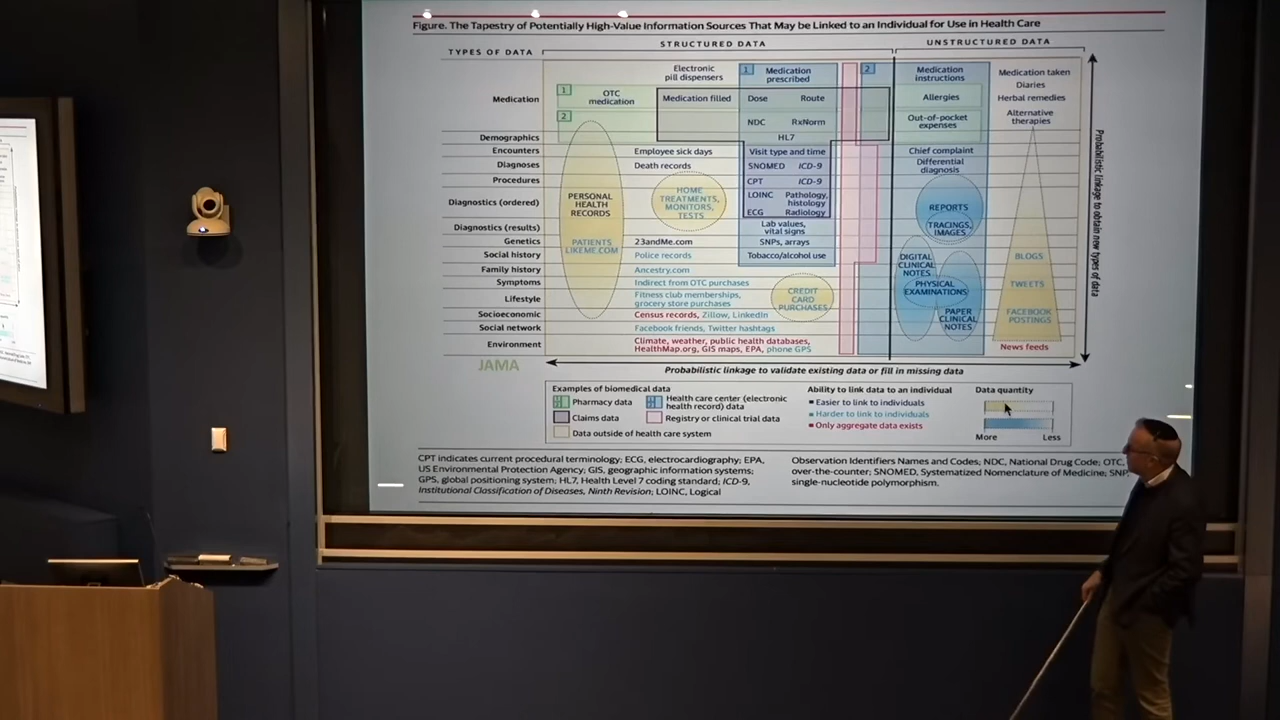 Figure. The Tapestry of Potentially High-Value Information Sources That May be Linked to an Individual for Use in Health Care
TYPES OF DATA
STRUCTURED DATA
UNSTRUCTURED DATA
Medication
1
OTC
medication
2
Electronic
pill dispensers
Medication filled
1
Medication
prescribed
Dose
Route
NDC
RxNorm
HL7
2
Medication
instructions
Allergies
Out-of-pocket
expenses
Medication taken
Diaries
Herbal remedies
Alternative
therapies
Demographics
Encounters
Employee sick days
Visit type and time
Chief complaint
Diagnoses
Death records
SNOMED
ICD-9
Differential
diagnosis
Procedures
CPT
ICD-9
Diagnostics (ordered)
PERSONAL
HEALTH
RECORDS
HOME
TREATMENTS,
MONITORS,
TESTS
LOINC
Pathology,
histology
ECG
Radiology
REPORTS
TRACINGS,
IMAGES
Diagnostics (results)
Lab values,
vital signs
Genetics
PATIENTS
LIKEME.COM
23andMe.com
SNPs, arrays
Social history
Police records
Tobacco/alcohol use
DIGITAL
CLINICAL
NOTES
BLOGS
Family history
Ancestry.com
Symptoms
Indirect from OTC purchases
PHYSICAL
EXAMINATIONS
TWEETS
Lifestyle
Fitness club memberships,
grocery store purchases
CREDIT
CARD
PURCHASES
Socioeconomic
Census records, Zillow, LinkedIn
PAPER
CLINICAL
NOTES
FACEBOOK
POSTINGS
Social network
Facebook friends, Twitter hashtags
Environment
Climate, weather, public health databases,
HealthMap.org, GIS maps, EPA, phone GPS
News feeds
Probabilistic linkage to obtain new types of data
JAMA
Probabilistic linkage to validate existing data or fill in missing data
Examples of biomedical data
Pharmacy data
Health care center (electronic
health record) data
Claims data
Registry or clinical trial data
Data outside of health care system
Ability to link data to an individual
Easier to link to individuals
Harder to link to individuals
Only aggregate data exists
Data quantity
More
Less
CPT indicates current procedural terminology; ECG, electrocardiography; EPA,
US Environmental Protection Agency; GIS, geographic information systems;
GPS, global positioning system; HL7, Health Level 7 coding standard; ICD-9,
Institutional Classification of Diseases, Ninth Revision; LOINC, Logical
Observation Identifiers Names and Codes; NDC, National Drug Code; OTC,
over-the-counter; SNOMED, Systematized Nomenclature of Medicine; SNP,
single-nucleotide polymorphism.